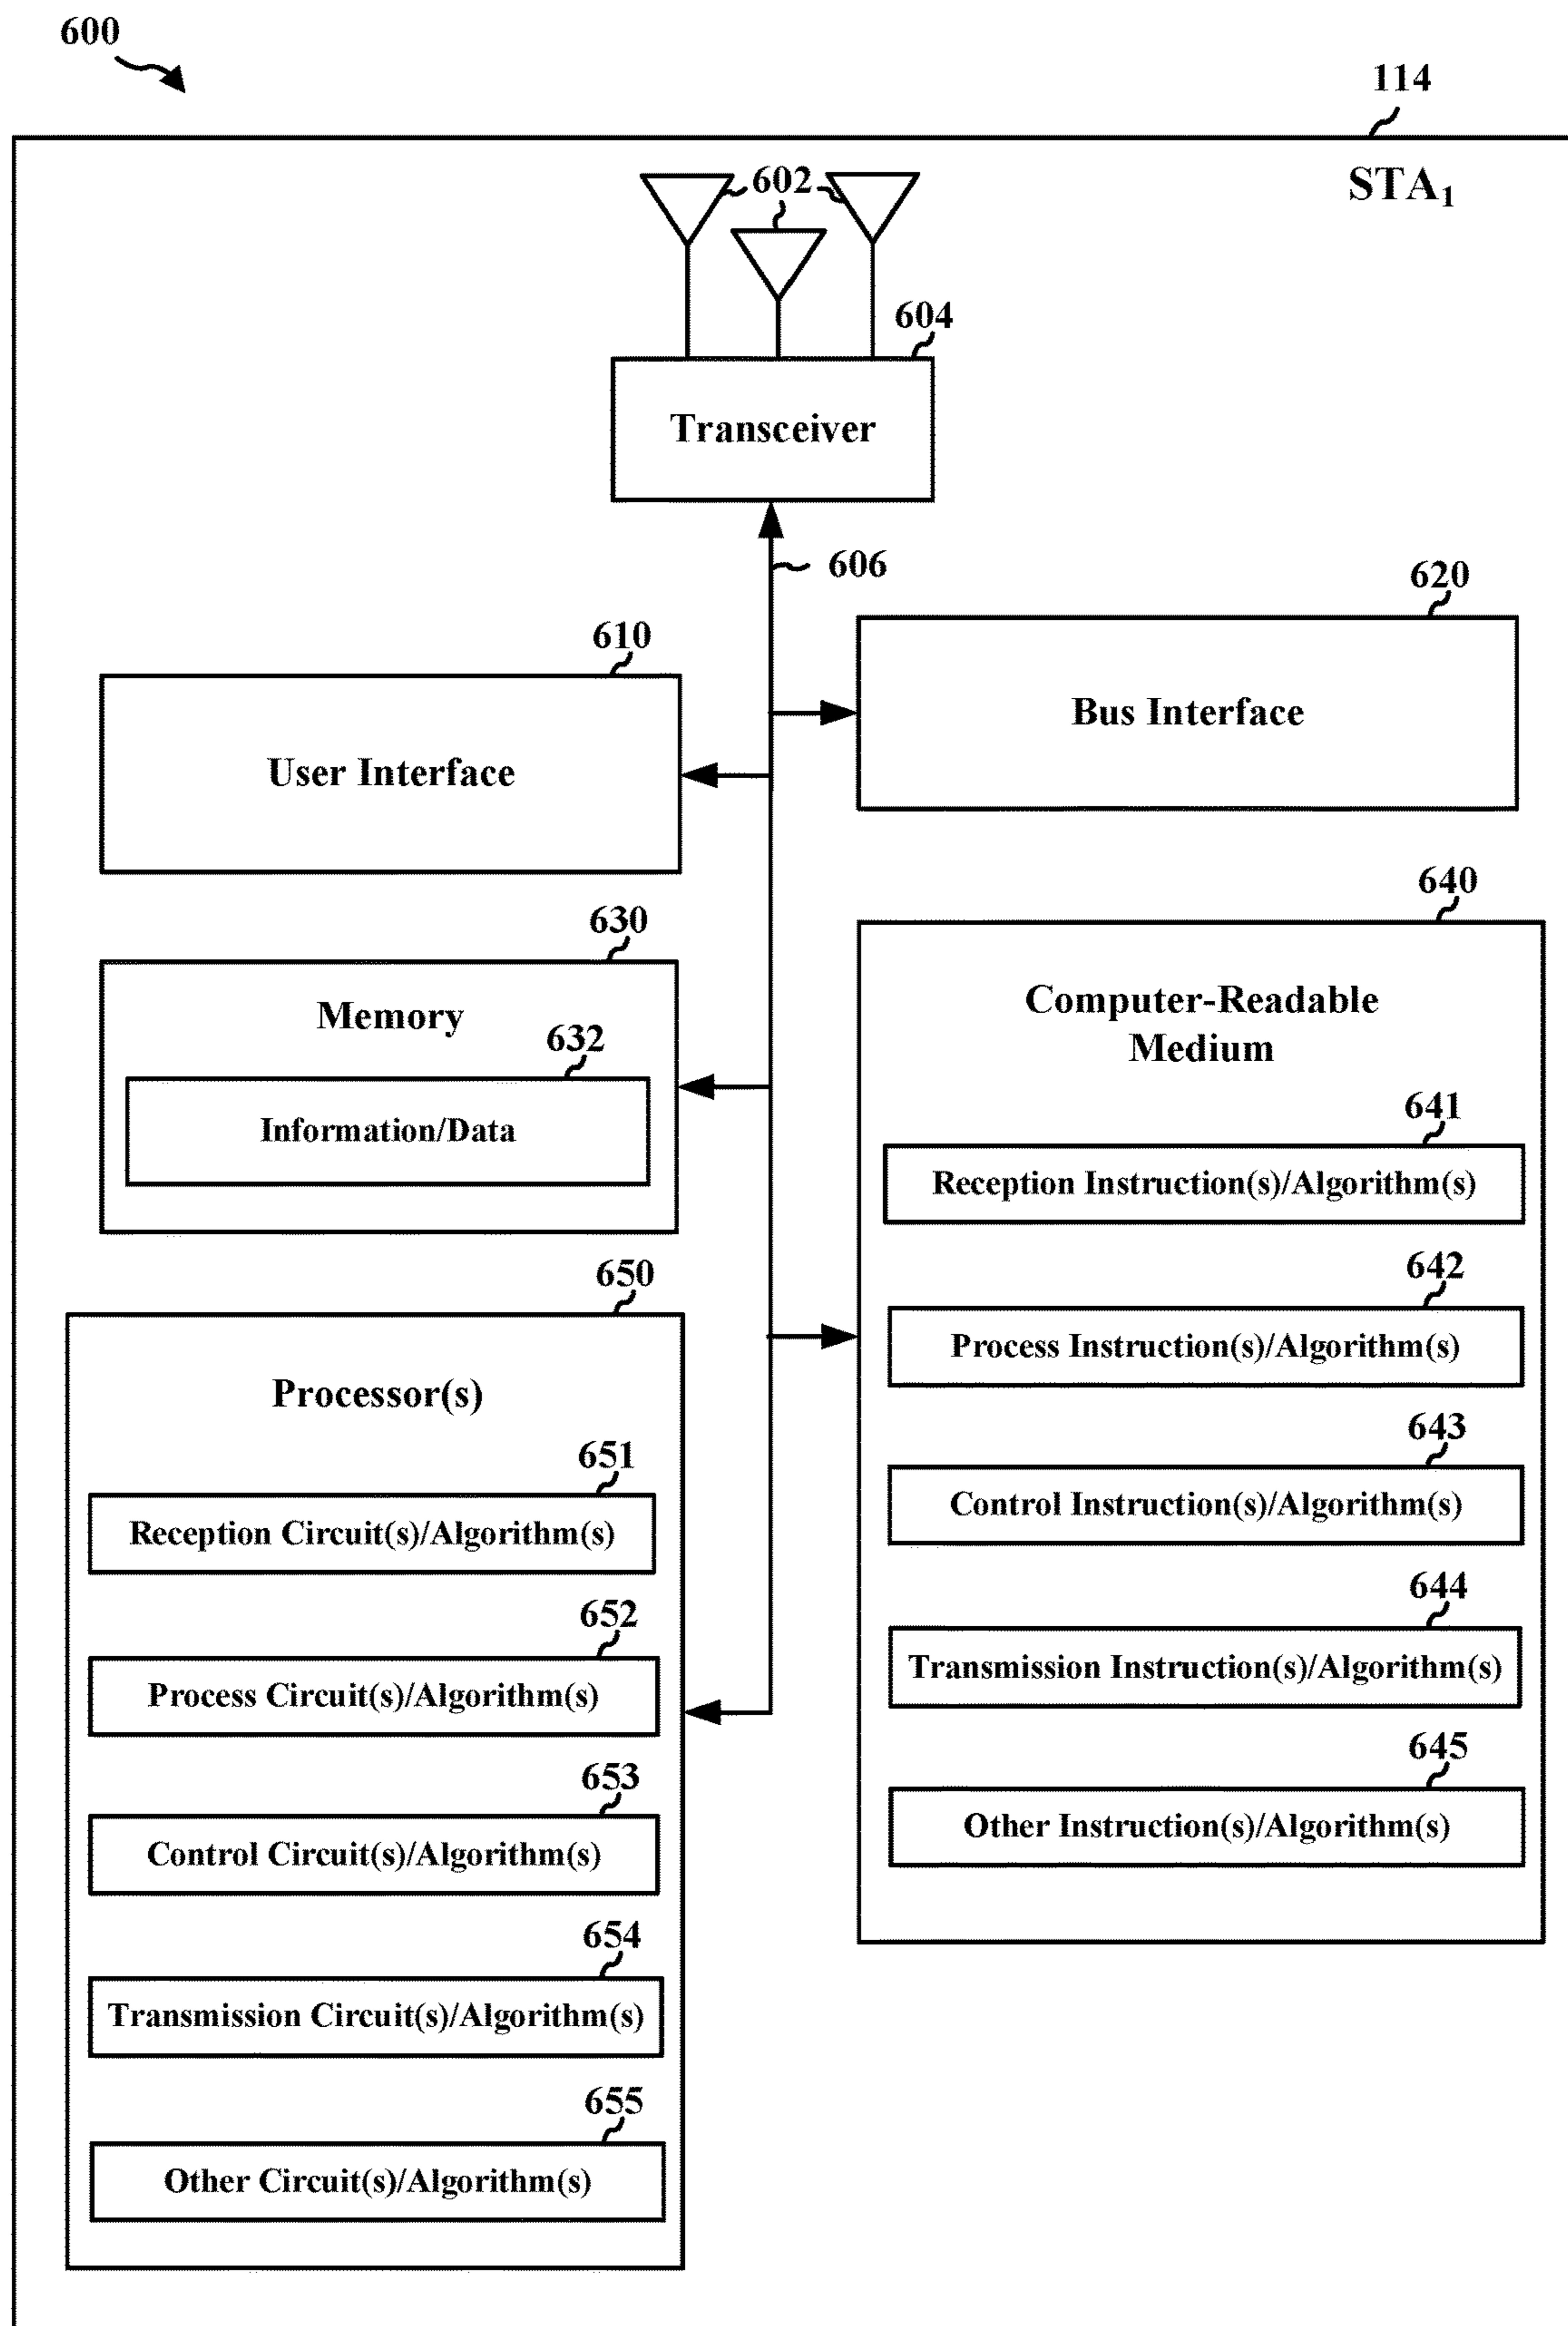 600
114
STA₁
602
604
Transceiver
606
620
Bus Interface
610
User Interface
630
Memory
632
Information/Data
640
Computer-Readable
Medium
641
Reception Instruction(s)/Algorithm(s)
642
Process Instruction(s)/Algorithm(s)
643
Control Instruction(s)/Algorithm(s)
644
Transmission Instruction(s)/Algorithm(s)
645
Other Instruction(s)/Algorithm(s)
650
Processor(s)
651
Reception Circuit(s)/Algorithm(s)
652
Process Circuit(s)/Algorithm(s)
653
Control Circuit(s)/Algorithm(s)
654
Transmission Circuit(s)/Algorithm(s)
655
Other Circuit(s)/Algorithm(s)